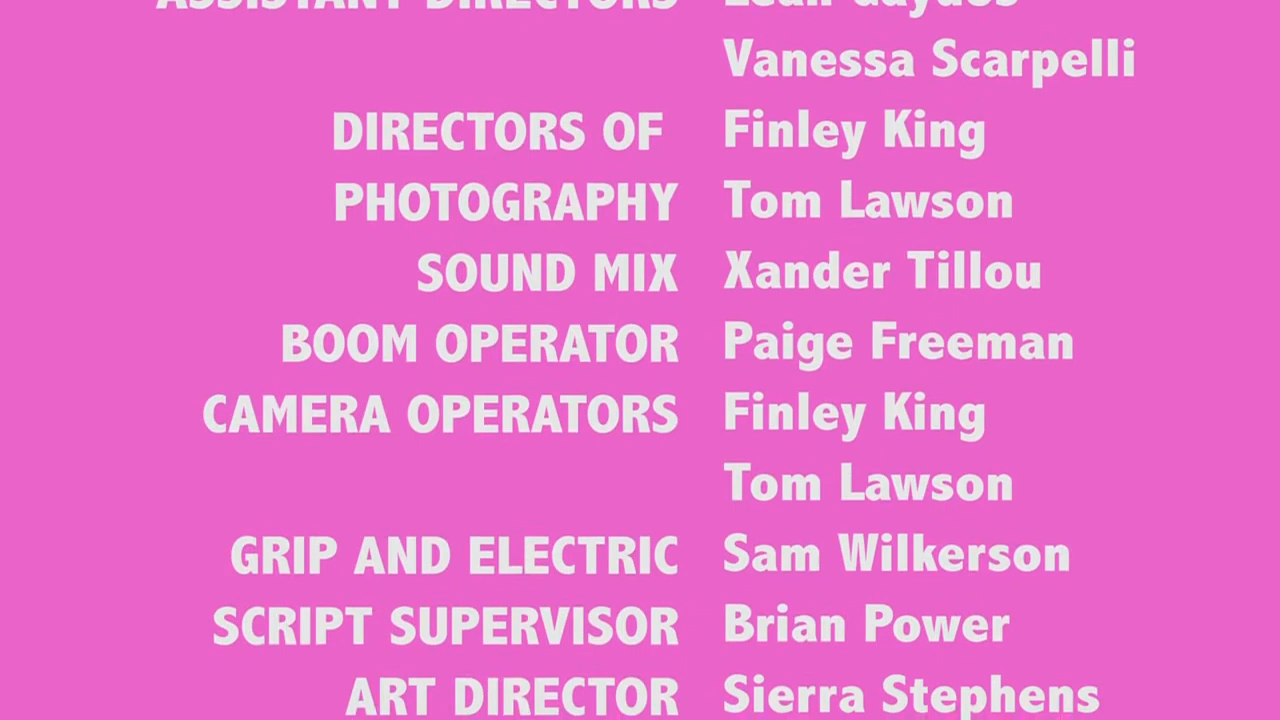 ASSISTANT DIRECTORS Leah Gaydos
Vanessa Scarpelli
DIRECTORS OF Finley King
PHOTOGRAPHY Tom Lawson
SOUND MIX Xander Tillou
BOOM OPERATOR Paige Freeman
CAMERA OPERATORS Finley King
Tom Lawson
GRIP AND ELECTRIC Sam Wilkerson
SCRIPT SUPERVISOR Brian Power
ART DIRECTOR Sierra Stephens